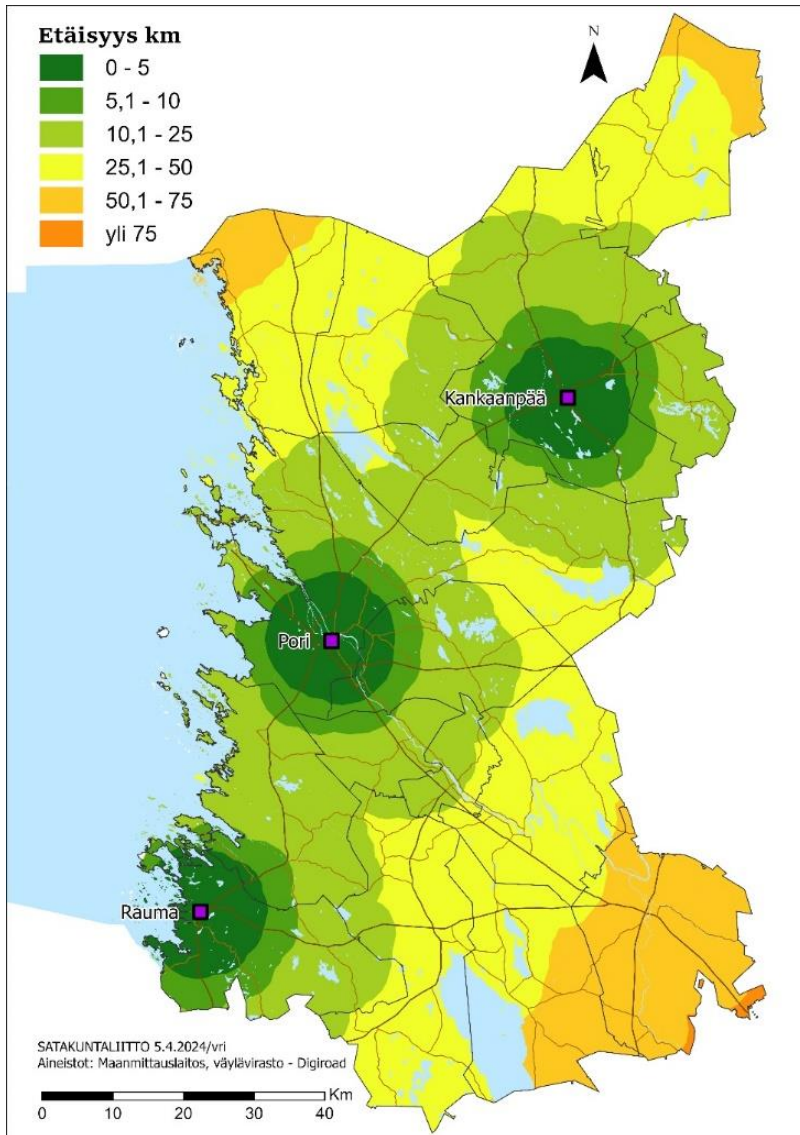 Etäisyys km
0 - 5
5,1 - 10
10,1 - 25
25,1 - 50
50,1 - 75
yli 75
N
Kankaanpää
Pori
Rauma
SATAKUNTALIITTO 5.4.2024/vri
Aineistot: Maanmittauslaitos, väylävirasto - Digiroad
Km
0 10 20 30 40